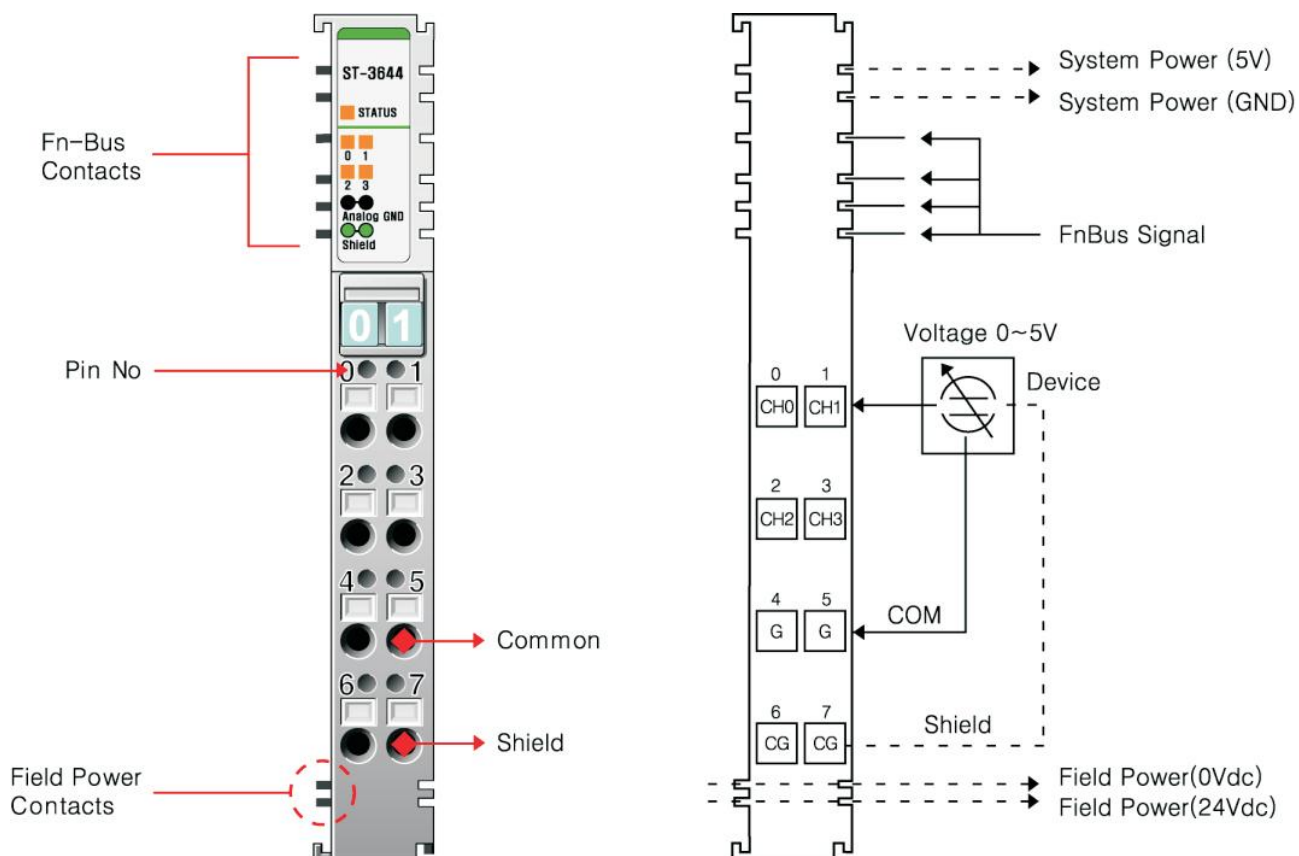 ST-3644
STATUS
0 1
2 3
Analog GND
Shield
Fn-Bus
Contacts
0 1
Pin No
0 1
2 3
4 5
Common
6 7
Shield
Field Power
Contacts
System Power (5V)
System Power (GND)
FnBus Signal
Voltage 0~5V
Device
0 1
CH0 CH1
2 3
CH2 CH3
4 5
G G
COM
6 7
CG CG
Shield
Field Power(0Vdc)
Field Power(24Vdc)